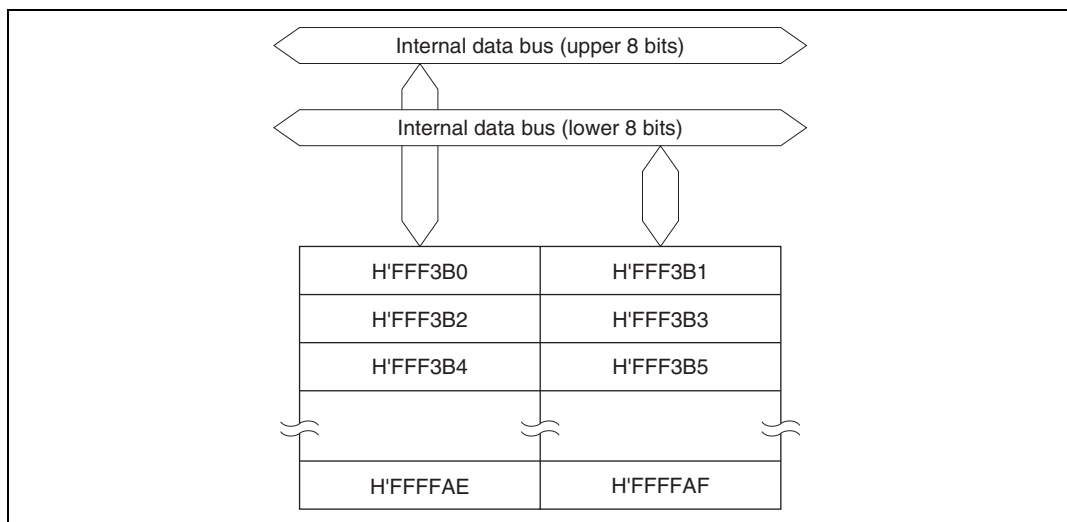 Internal data bus (upper 8 bits)
Internal data bus (lower 8 bits)
H'FFF3B0 H'FFF3B1
H'FFF3B2 H'FFF3B3
H'FFF3B4 H'FFF3B5
H'FFFFAE H'FFFFAF